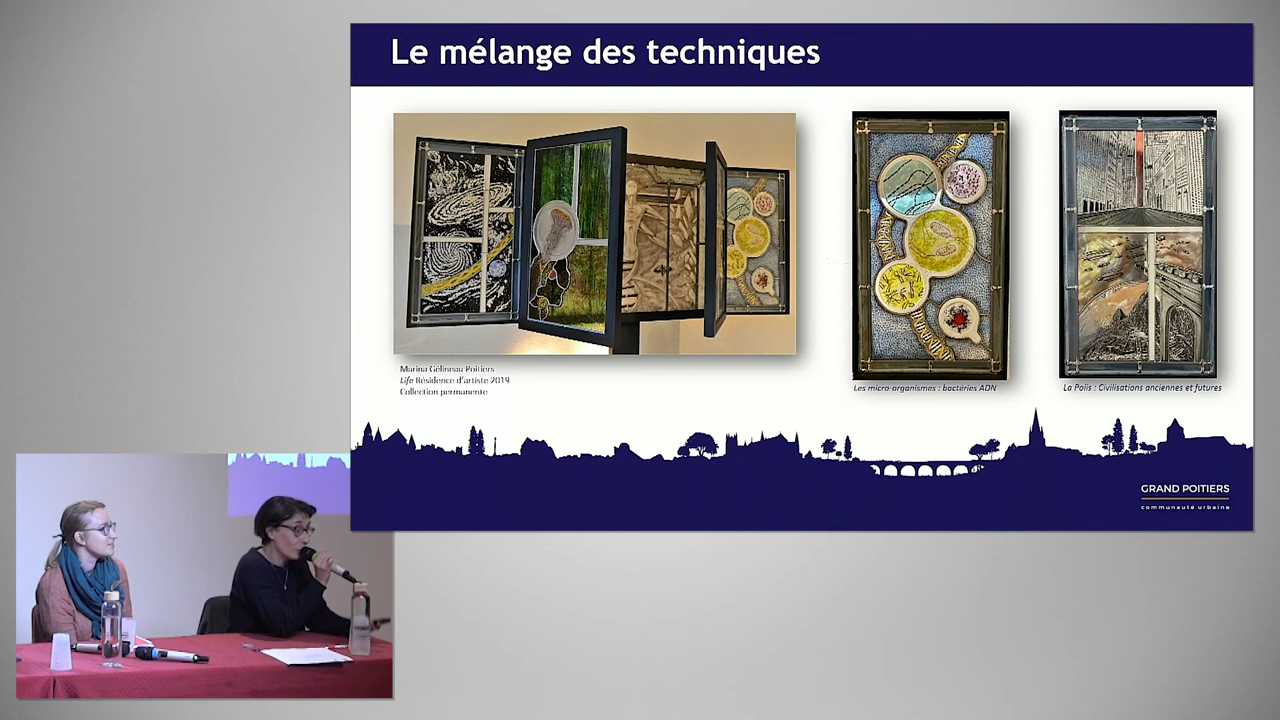 Le mélange des techniques
Marina Gélineau Poitiers
Life Résidence d'artiste 2019
Collection permanente
Les micro-organismes : bactéries ADN
La Polis : Civilisations anciennes et futures
GRAND POITIERS
communauté urbaine